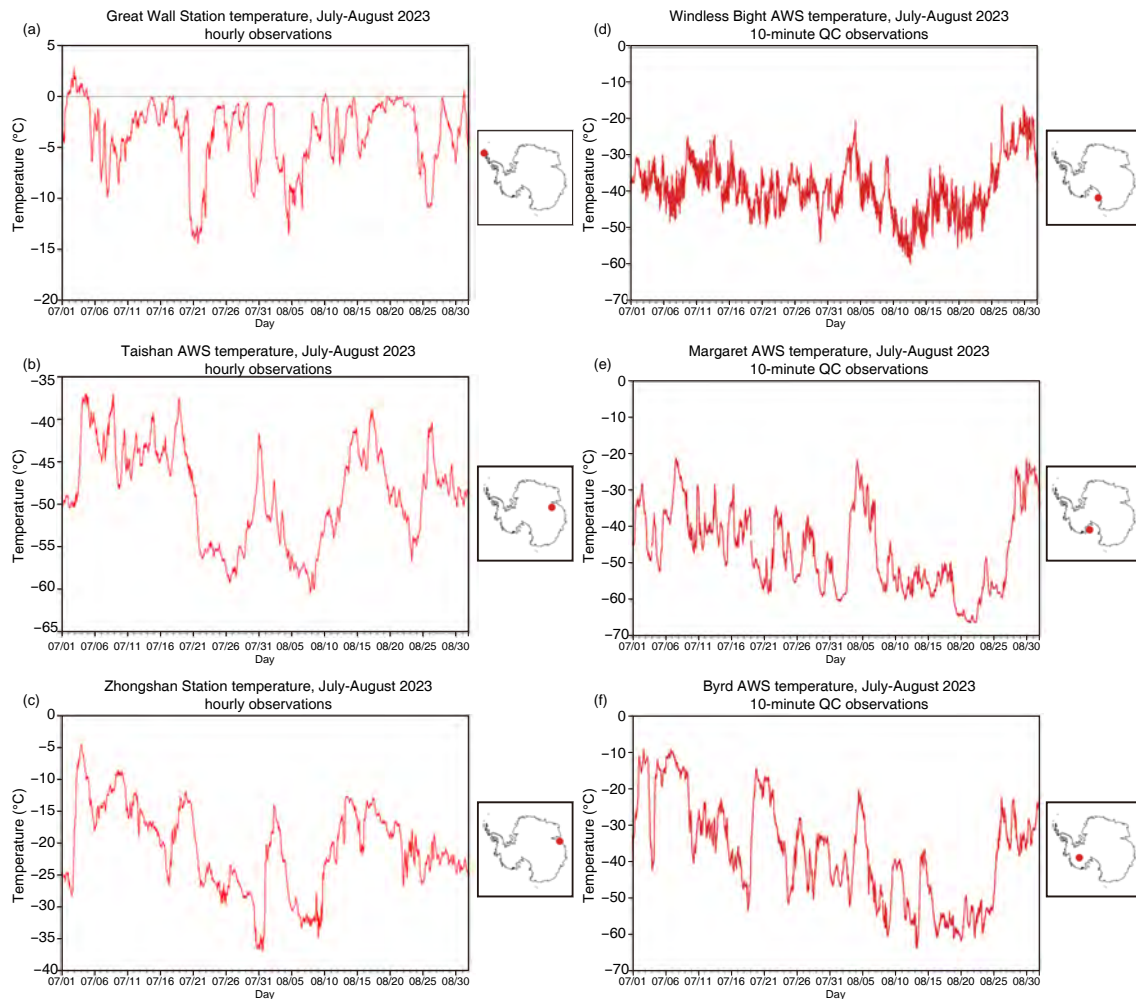 (a)
Great Wall Station temperature, July-August 2023
hourly observations
Temperature (°C)
5
0
−5
−10
−15
−20
07/01 07/06 07/11 07/16 07/21 07/26 07/31 08/05 08/10 08/15 08/20 08/25 08/30
Day
(b)
Taishan AWS temperature, July-August 2023
hourly observations
Temperature (°C)
−35
−40
−45
−50
−55
−60
−65
07/01 07/06 07/11 07/16 07/21 07/26 07/31 08/05 08/10 08/15 08/20 08/25 08/30
Day
(c)
Zhongshan Station temperature, July-August 2023
hourly observations
Temperature (°C)
0
−5
−10
−15
−20
−25
−30
−35
−40
07/01 07/06 07/11 07/16 07/21 07/26 07/31 08/05 08/10 08/15 08/20 08/25 08/30
Day
(d)
Windless Bight AWS temperature, July-August 2023
10-minute QC observations
Temperature (°C)
0
−10
−20
−30
−40
−50
−60
−70
07/01 07/06 07/11 07/16 07/21 07/26 07/31 08/05 08/10 08/15 08/20 08/25 08/30
Day
(e)
Margaret AWS temperature, July-August 2023
10-minute QC observations
Temperature (°C)
0
−10
−20
−30
−40
−50
−60
−70
07/01 07/06 07/11 07/16 07/21 07/26 07/31 08/05 08/10 08/15 08/20 08/25 08/30
Day
(f)
Byrd AWS temperature, July-August 2023
10-minute QC observations
Temperature (°C)
0
−10
−20
−30
−40
−50
−60
−70
07/01 07/06 07/11 07/16 07/21 07/26 07/31 08/05 08/10 08/15 08/20 08/25 08/30
Day